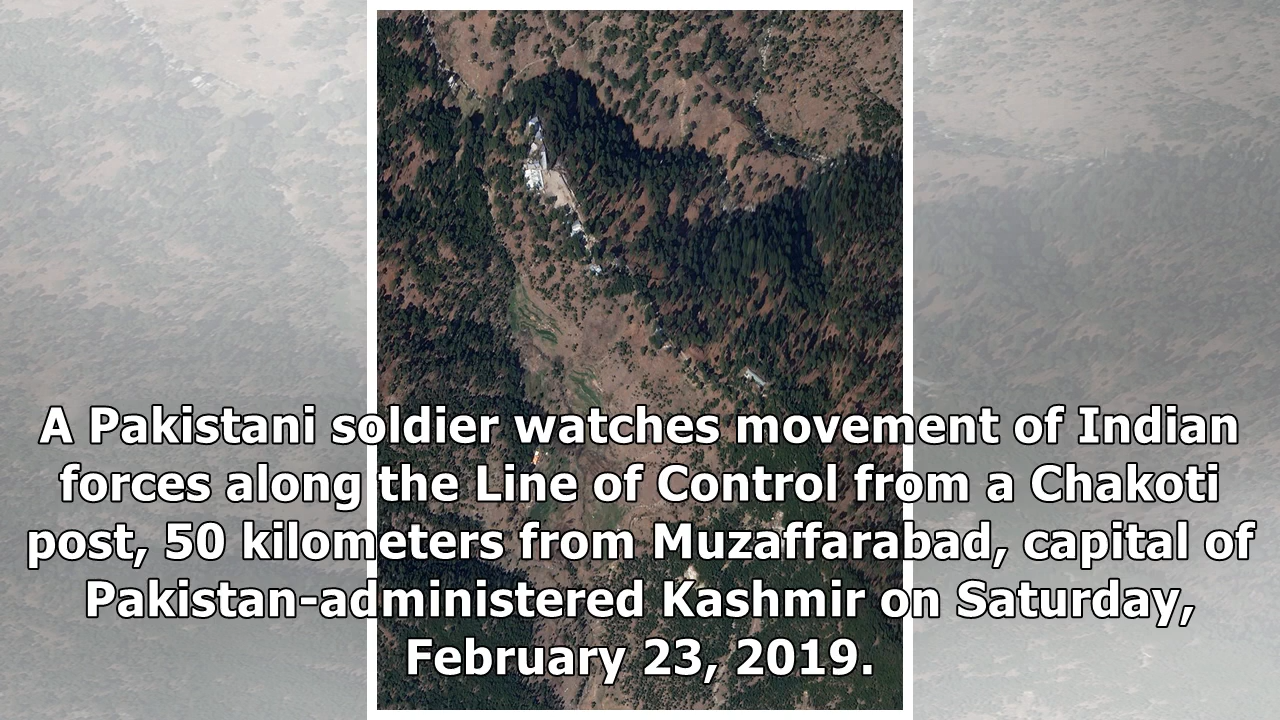 A Pakistani soldier watches movement of Indian
forces along the Line of Control from a Chakoti
post, 50 kilometers from Muzaffarabad, capital of
Pakistan-administered Kashmir on Saturday,
February 23, 2019.